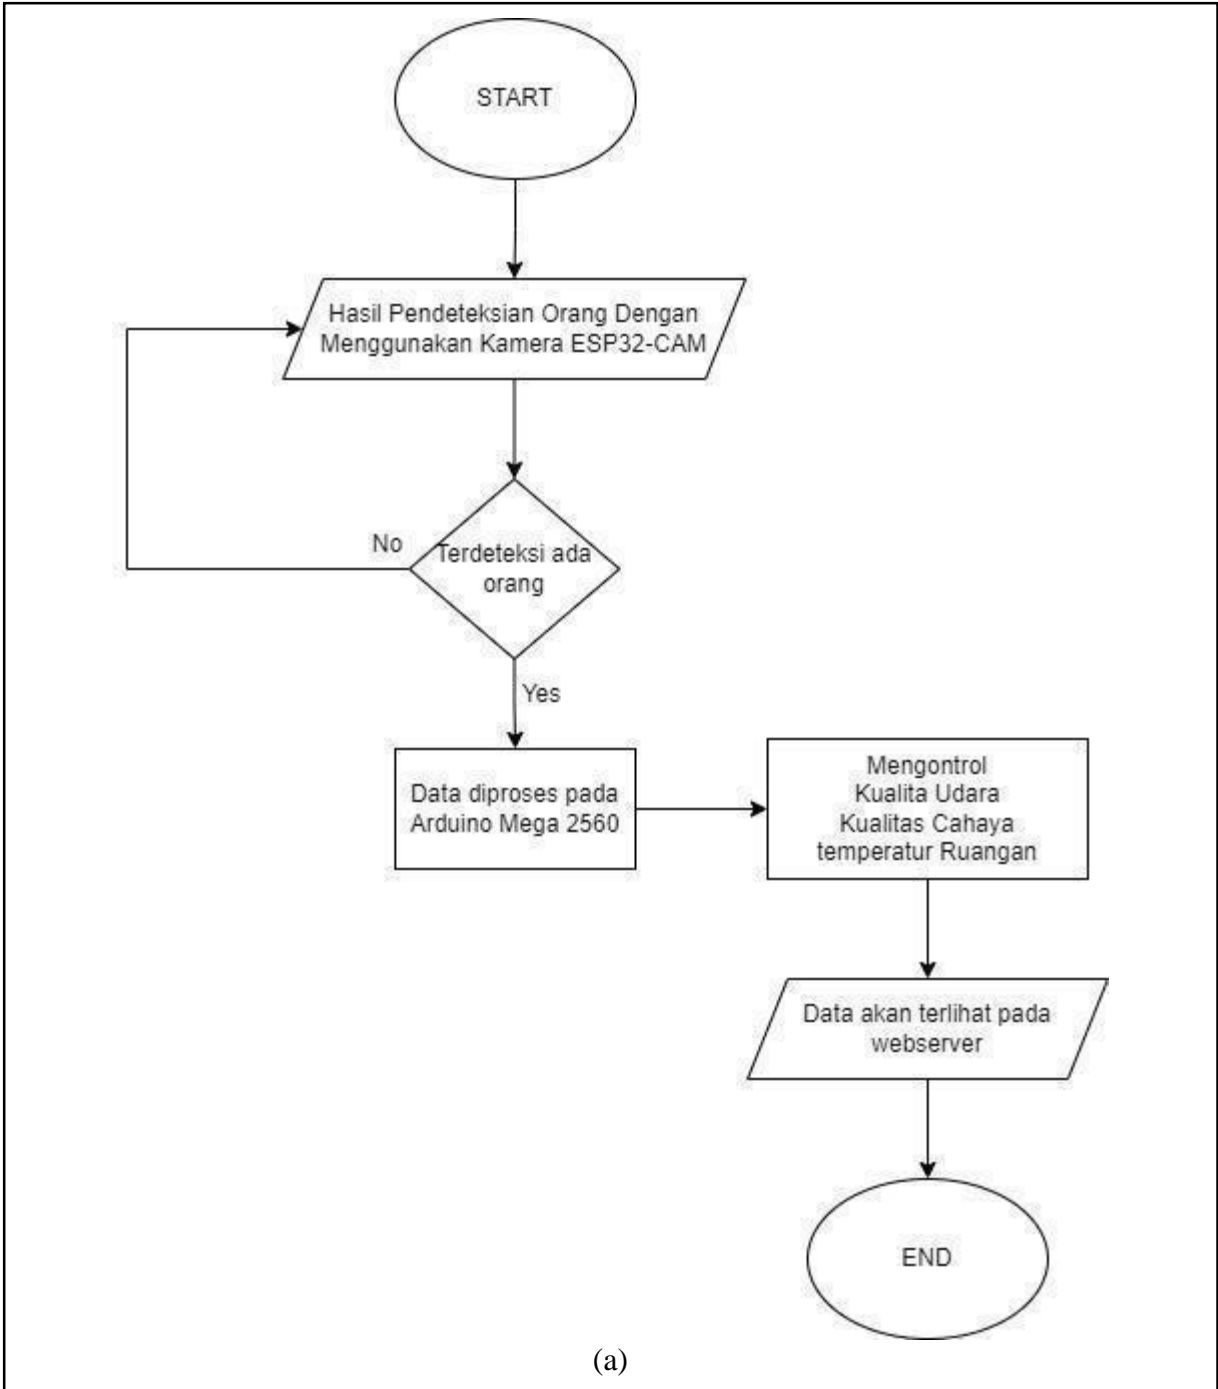 START
Hasil Pendeteksian Orang Dengan
Menggunakan Kamera ESP32-CAM
No
Terdeteksi ada
orang
Yes
Data diproses pada
Arduino Mega 2560
Mengontrol
Kualita Udara
Kualitas Cahaya
temperatur Ruangan
Data akan terlihat pada
webserver
END
(a)